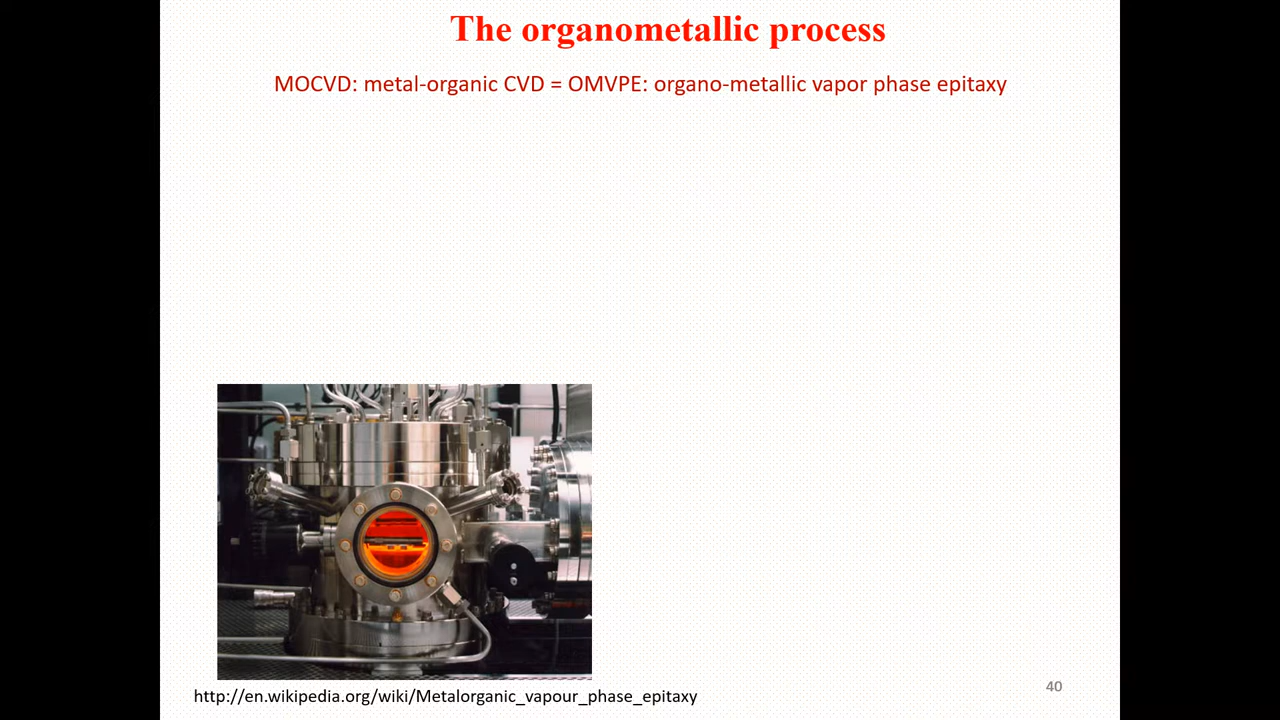 The organometallic process
MOCVD: metal-organic CVD = OMVPE: organo-metallic vapor phase epitaxy
http://en.wikipedia.org/wiki/Metalorganic_vapour_phase_epitaxy
40